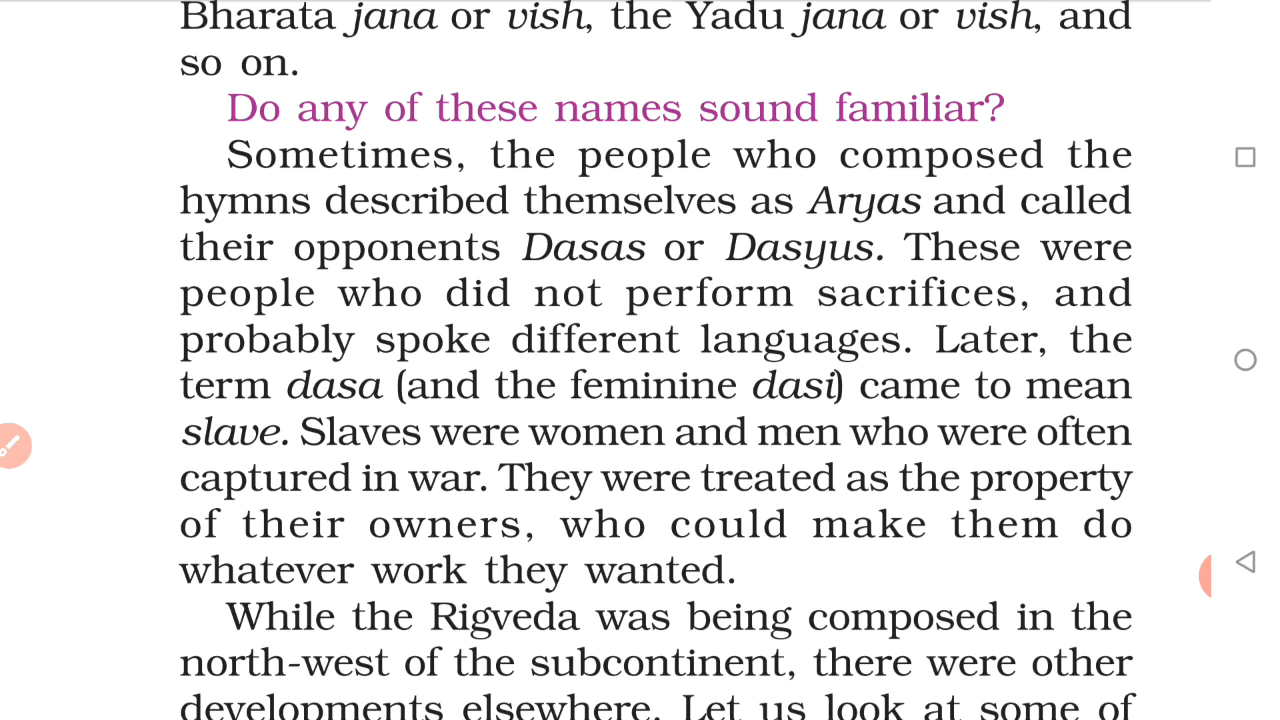 Bharata jana or vish, the Yadu jana or vish, and
so on.
Do any of these names sound familiar?
Sometimes, the people who composed the
hymns described themselves as Aryas and called
their opponents Dasas or Dasyus. These were
people who did not perform sacrifices, and
probably spoke different languages. Later, the
term dasa (and the feminine dasi) came to mean
slave. Slaves were women and men who were often
captured in war. They were treated as the property
of their owners, who could make them do
whatever work they wanted.
While the Rigveda was being composed in the
north-west of the subcontinent, there were other
developments elsewhere. Let us look at some of